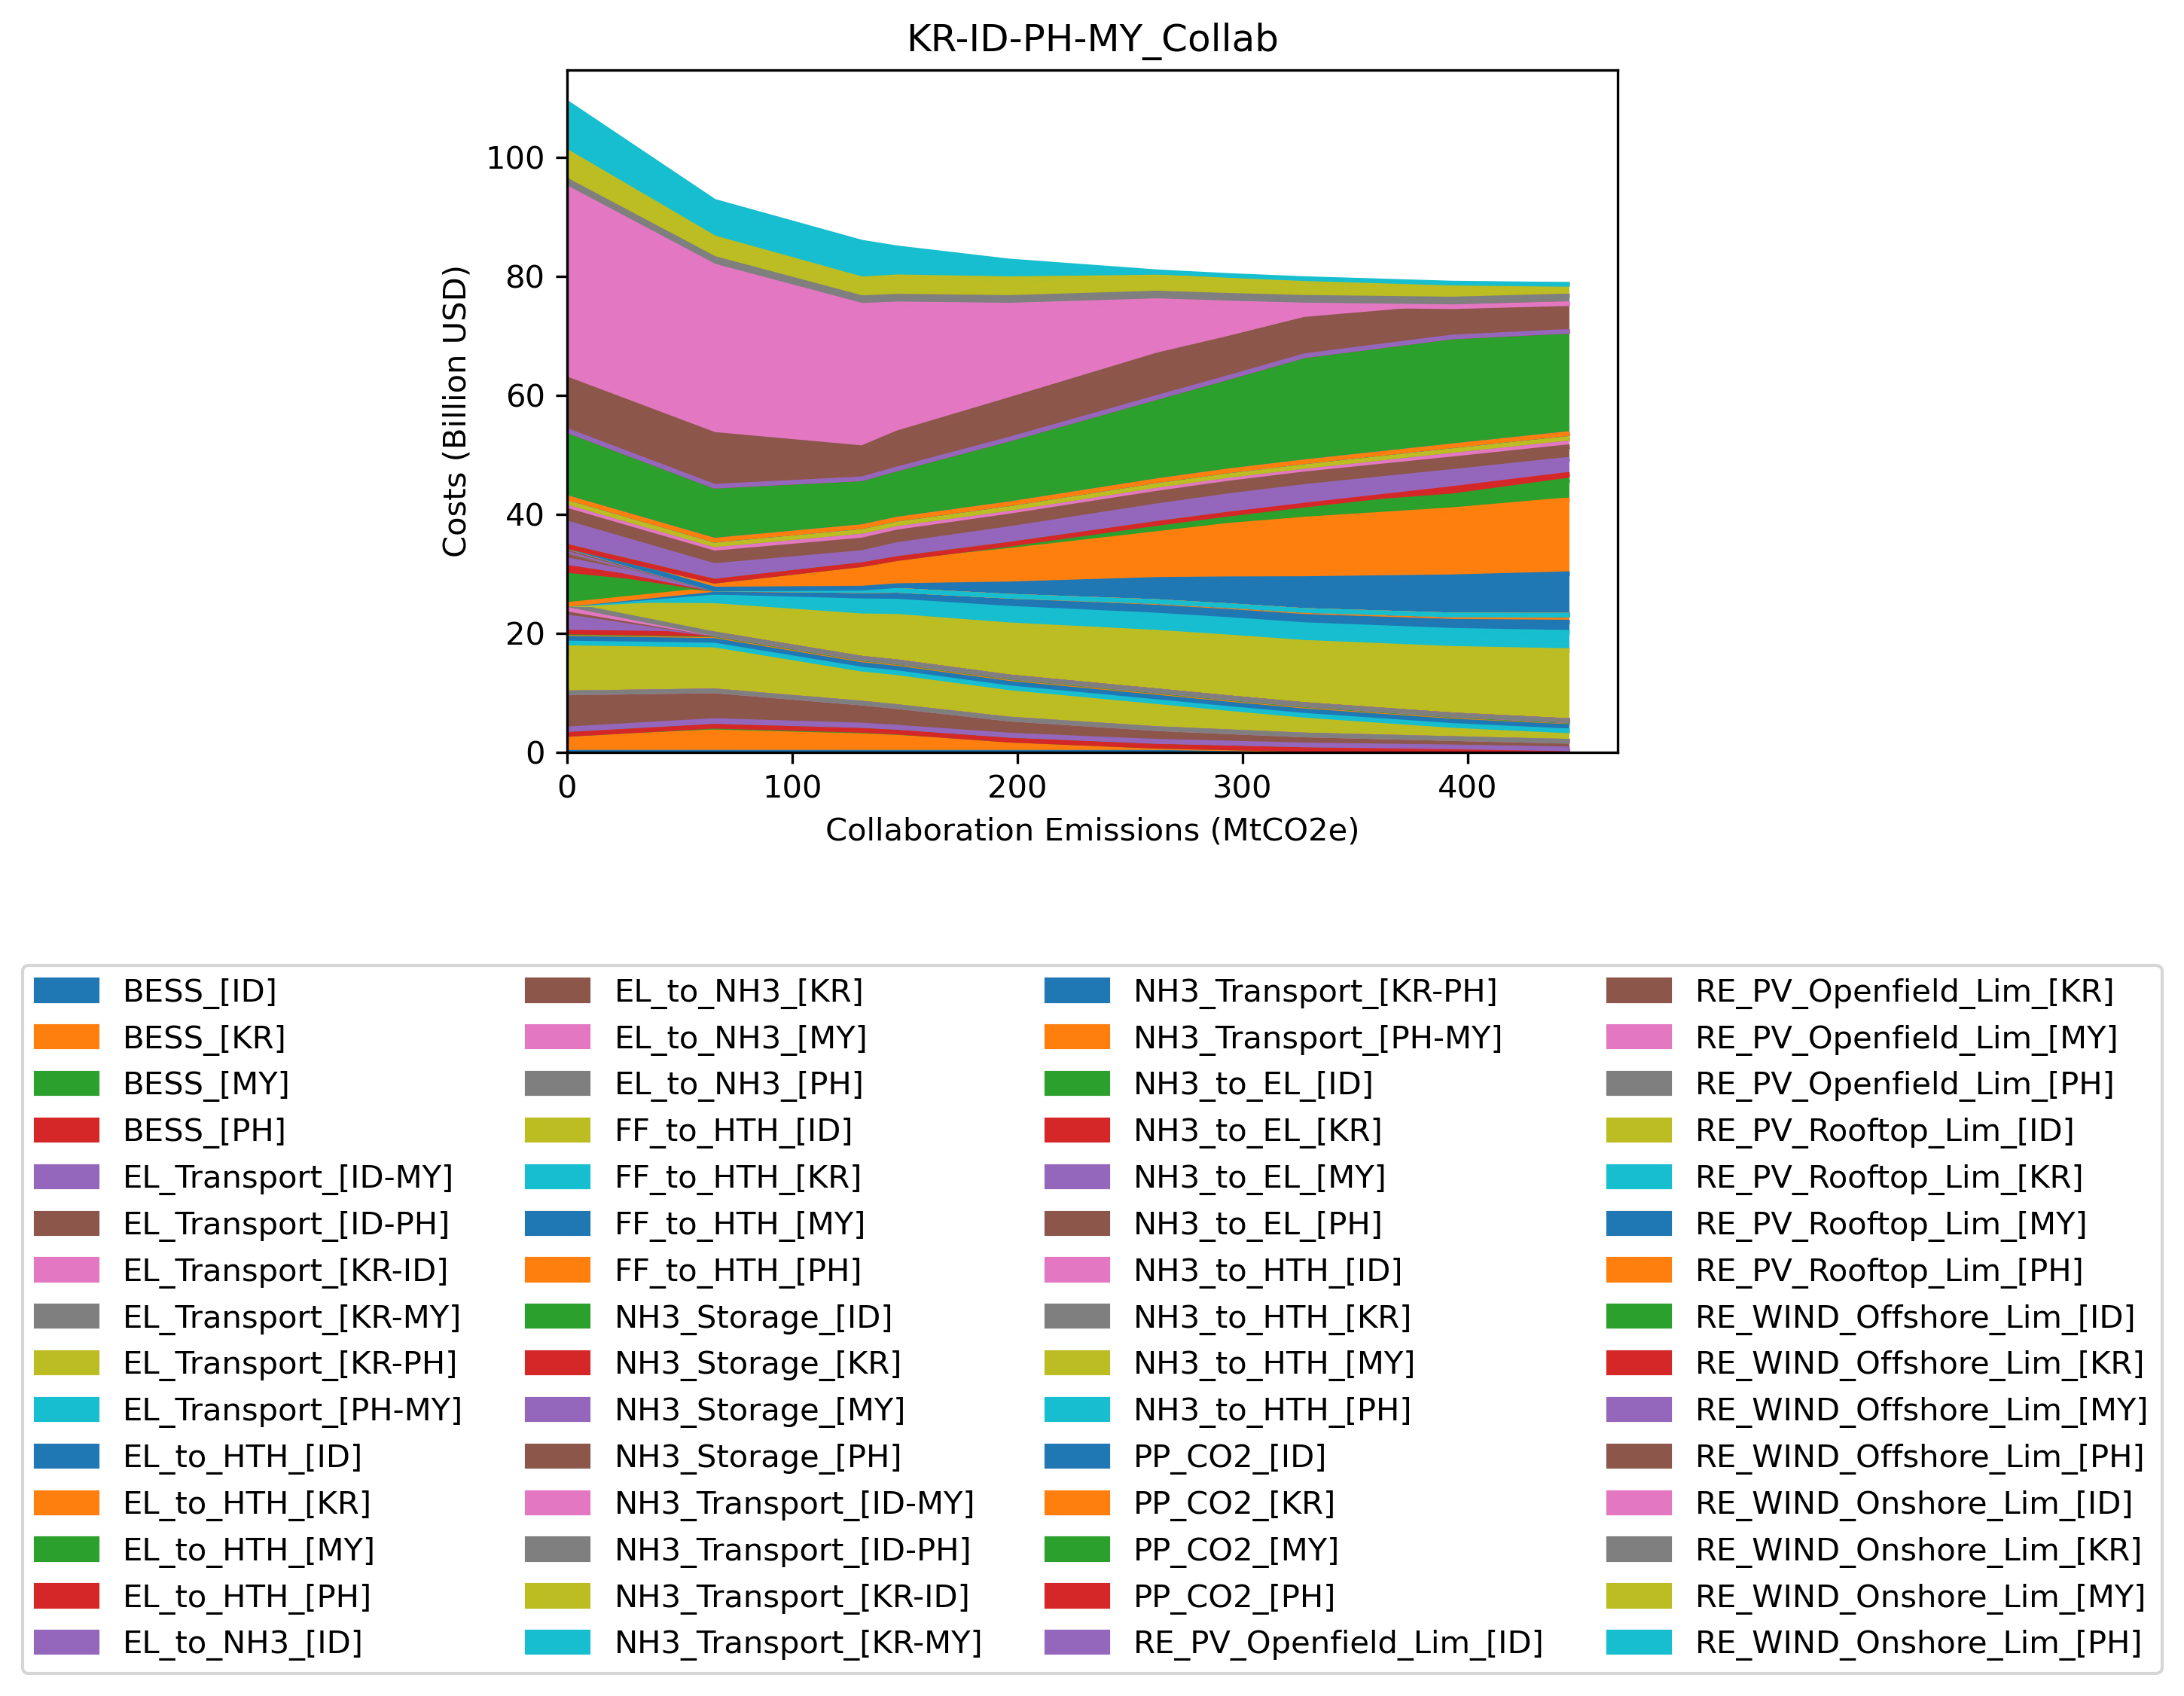 KR-ID-PH-MY_Collab
Costs (Billion USD)
100
80
60
40
20
0
0 100 200 300 400
Collaboration Emissions (MtCO2e)
BESS_[ID]
BESS_[KR]
BESS_[MY]
BESS_[PH]
EL_Transport_[ID-MY]
EL_Transport_[ID-PH]
EL_Transport_[KR-ID]
EL_Transport_[KR-MY]
EL_Transport_[KR-PH]
EL_Transport_[PH-MY]
EL_to_HTH_[ID]
EL_to_HTH_[KR]
EL_to_HTH_[MY]
EL_to_HTH_[PH]
EL_to_NH3_[ID]
EL_to_NH3_[KR]
EL_to_NH3_[MY]
EL_to_NH3_[PH]
FF_to_HTH_[ID]
FF_to_HTH_[KR]
FF_to_HTH_[MY]
FF_to_HTH_[PH]
NH3_Storage_[ID]
NH3_Storage_[KR]
NH3_Storage_[MY]
NH3_Storage_[PH]
NH3_Transport_[ID-MY]
NH3_Transport_[ID-PH]
NH3_Transport_[KR-ID]
NH3_Transport_[KR-MY]
NH3_Transport_[KR-PH]
NH3_Transport_[PH-MY]
NH3_to_EL_[ID]
NH3_to_EL_[KR]
NH3_to_EL_[MY]
NH3_to_EL_[PH]
NH3_to_HTH_[ID]
NH3_to_HTH_[KR]
NH3_to_HTH_[MY]
NH3_to_HTH_[PH]
PP_CO2_[ID]
PP_CO2_[KR]
PP_CO2_[MY]
PP_CO2_[PH]
RE_PV_Openfield_Lim_[ID]
RE_PV_Openfield_Lim_[KR]
RE_PV_Openfield_Lim_[MY]
RE_PV_Openfield_Lim_[PH]
RE_PV_Rooftop_Lim_[ID]
RE_PV_Rooftop_Lim_[KR]
RE_PV_Rooftop_Lim_[MY]
RE_PV_Rooftop_Lim_[PH]
RE_WIND_Offshore_Lim_[ID]
RE_WIND_Offshore_Lim_[KR]
RE_WIND_Offshore_Lim_[MY]
RE_WIND_Offshore_Lim_[PH]
RE_WIND_Onshore_Lim_[ID]
RE_WIND_Onshore_Lim_[KR]
RE_WIND_Onshore_Lim_[MY]
RE_WIND_Onshore_Lim_[PH]